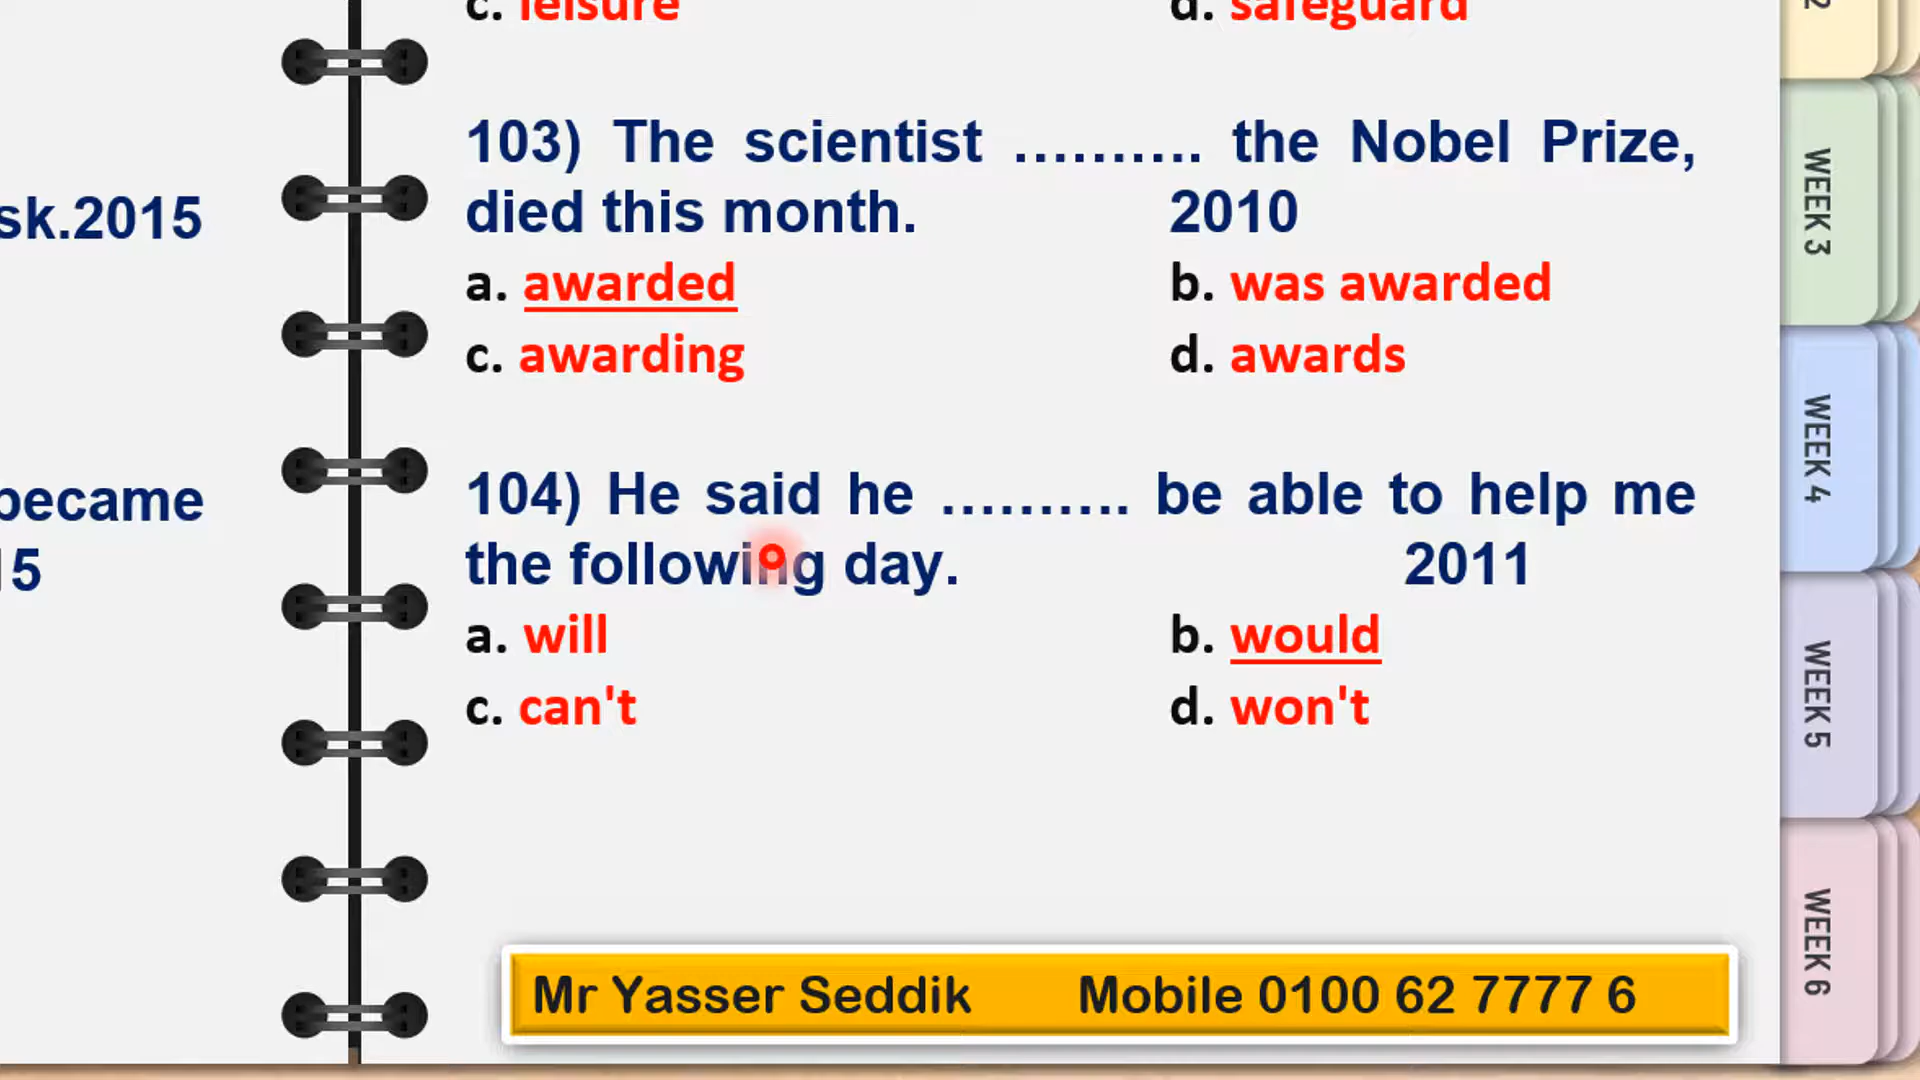 c. leisure d. safeguard
103) The scientist .......... the Nobel Prize,
died this month. 2010
a. awarded b. was awarded
c. awarding d. awards
sk.2015
104) He said he .......... be able to help me
the following day. 2011
a. will b. would
c. can't d. won't
became
15
Mr Yasser Seddik Mobile 0100 62 7777 6
2
WEEK 3
WEEK 4
WEEK 5
WEEK 6